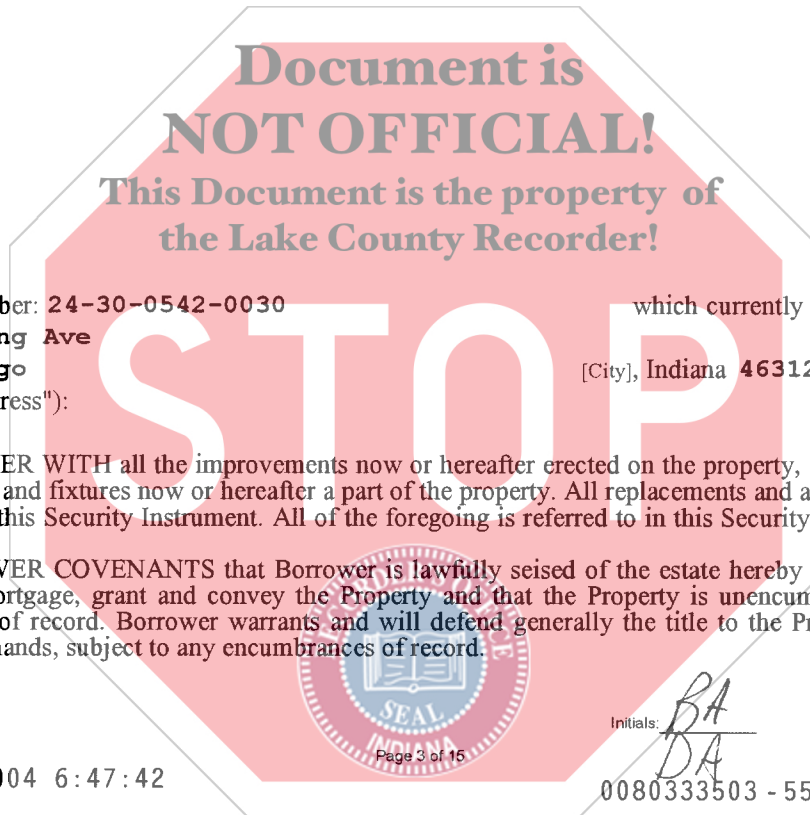 Document is
NOT OFFICIAL!
This Document is the property of
the Lake County Recorder!
STOP
ber: 24-30-0542-0030 which currently
ng Ave
go [City], Indiana 46312
ress"):
ER WITH all the improvements now or hereafter erected on the property,
and fixtures now or hereafter a part of the property. All replacements and a
this Security Instrument. All of the foregoing is referred to in this Security
VER COVENANTS that Borrower is lawfully seised of the estate hereby
ortgage, grant and convey the Property and that the Property is unencum
of record. Borrower warrants and will defend generally the title to the Pr
nands, subject to any encumbrances of record.
RECORDER'S OFFICE
SEAL
INDIANA
Initials: BA
DA
Page 3 of 15
004 6:47:42
0080333503 - 55